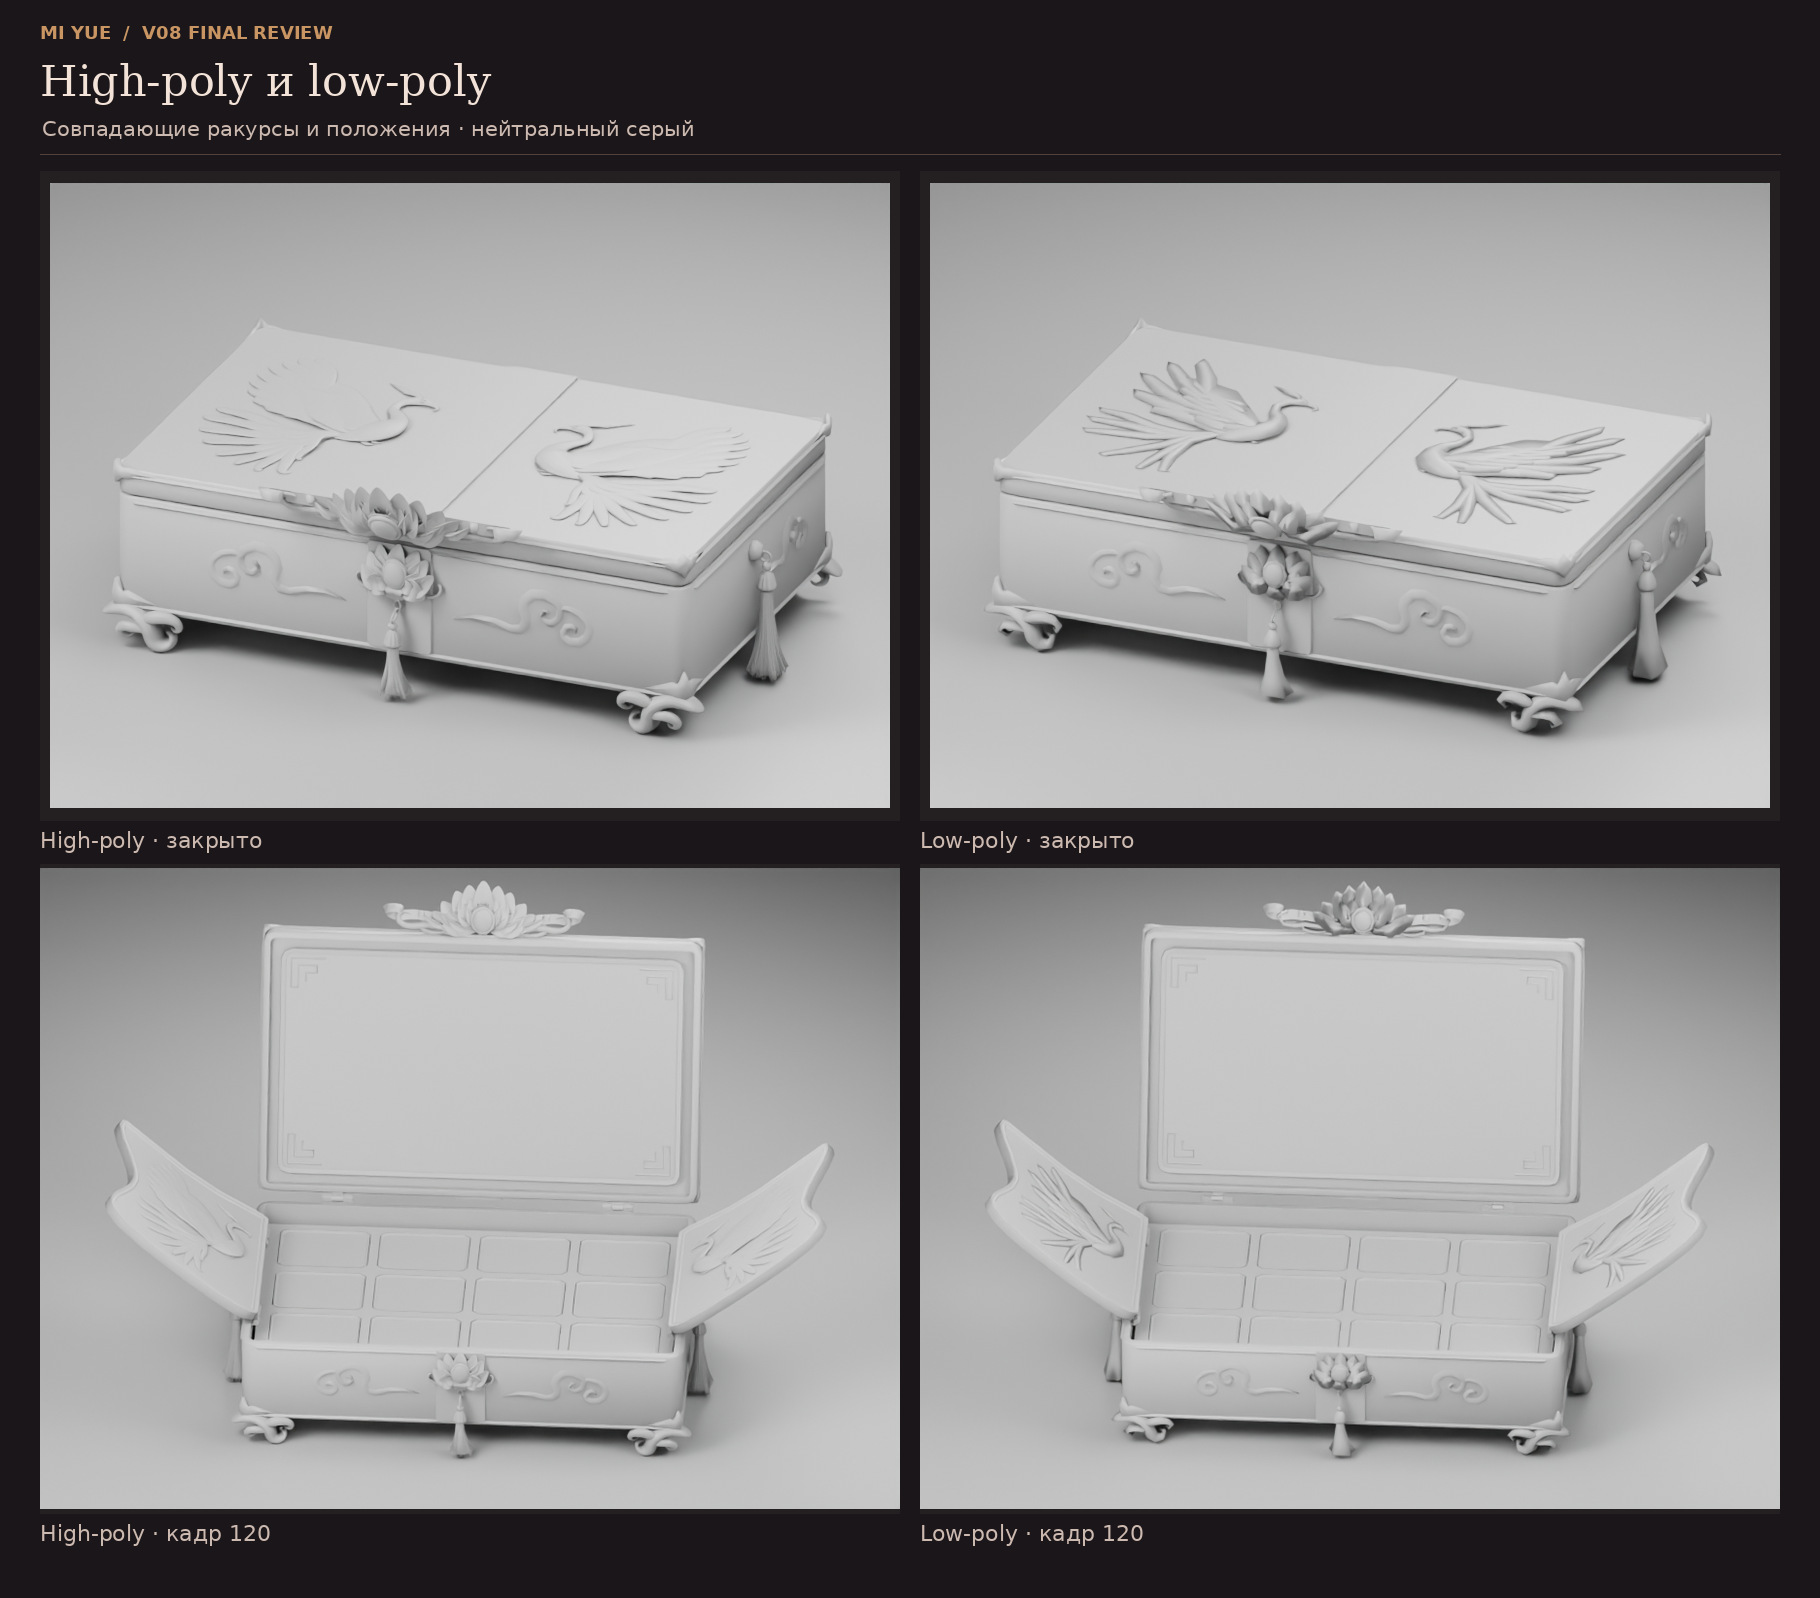 MI YUE / V08 FINAL REVIEW
High-poly и low-poly
Совпадающие ракурсы и положения · нейтральный серый
High-poly · закрыто
Low-poly · закрыто
High-poly · кадр 120
Low-poly · кадр 120